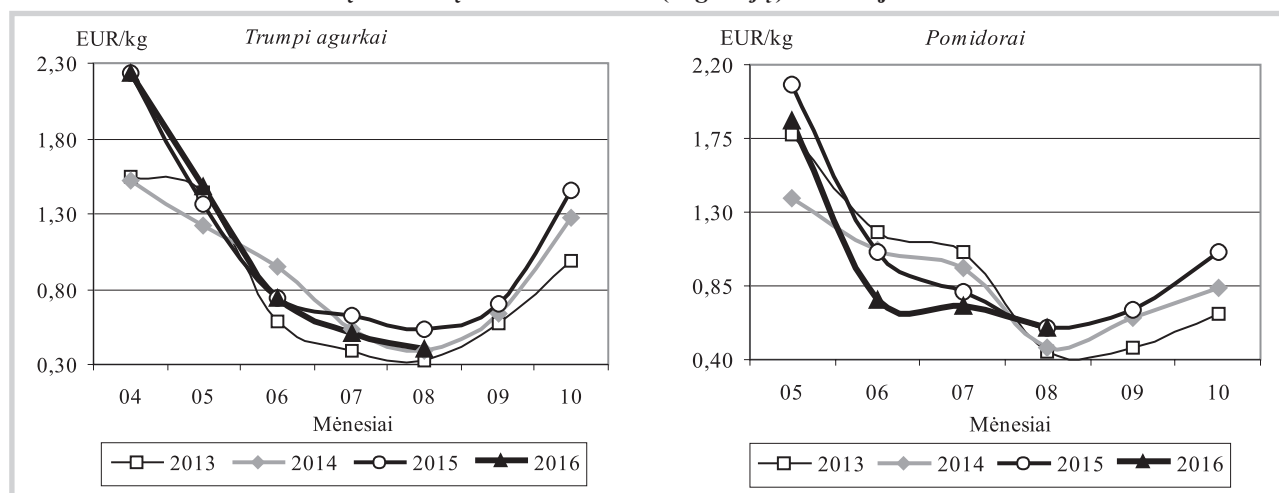 EUR/kg
Trumpi agurkai
2,30
1,80
1,30
0,80
0,30
04 05 06 07 08 09 10
Mėnesiai
2013 2014 2015 2016
EUR/kg
Pomidorai
2,20
1,75
1,30
0,85
0,40
05 06 07 08 09 10
Mėnesiai
2013 2014 2015 2016